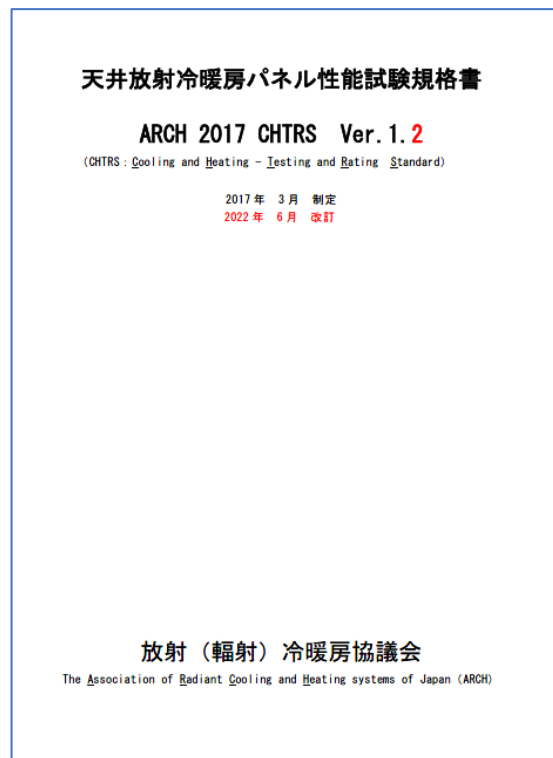 天井放射冷暖房パネル性能試験規格書
ARCH 2017 CHTRS Ver.1.2
(CHTRS：Cooling and Heating – Testing and Rating Standard)
2017年 3月 制定
2022年 6月 改訂
放射（輻射）冷暖房協議会
The Association of Radiant Cooling and Heating systems of Japan (ARCH)